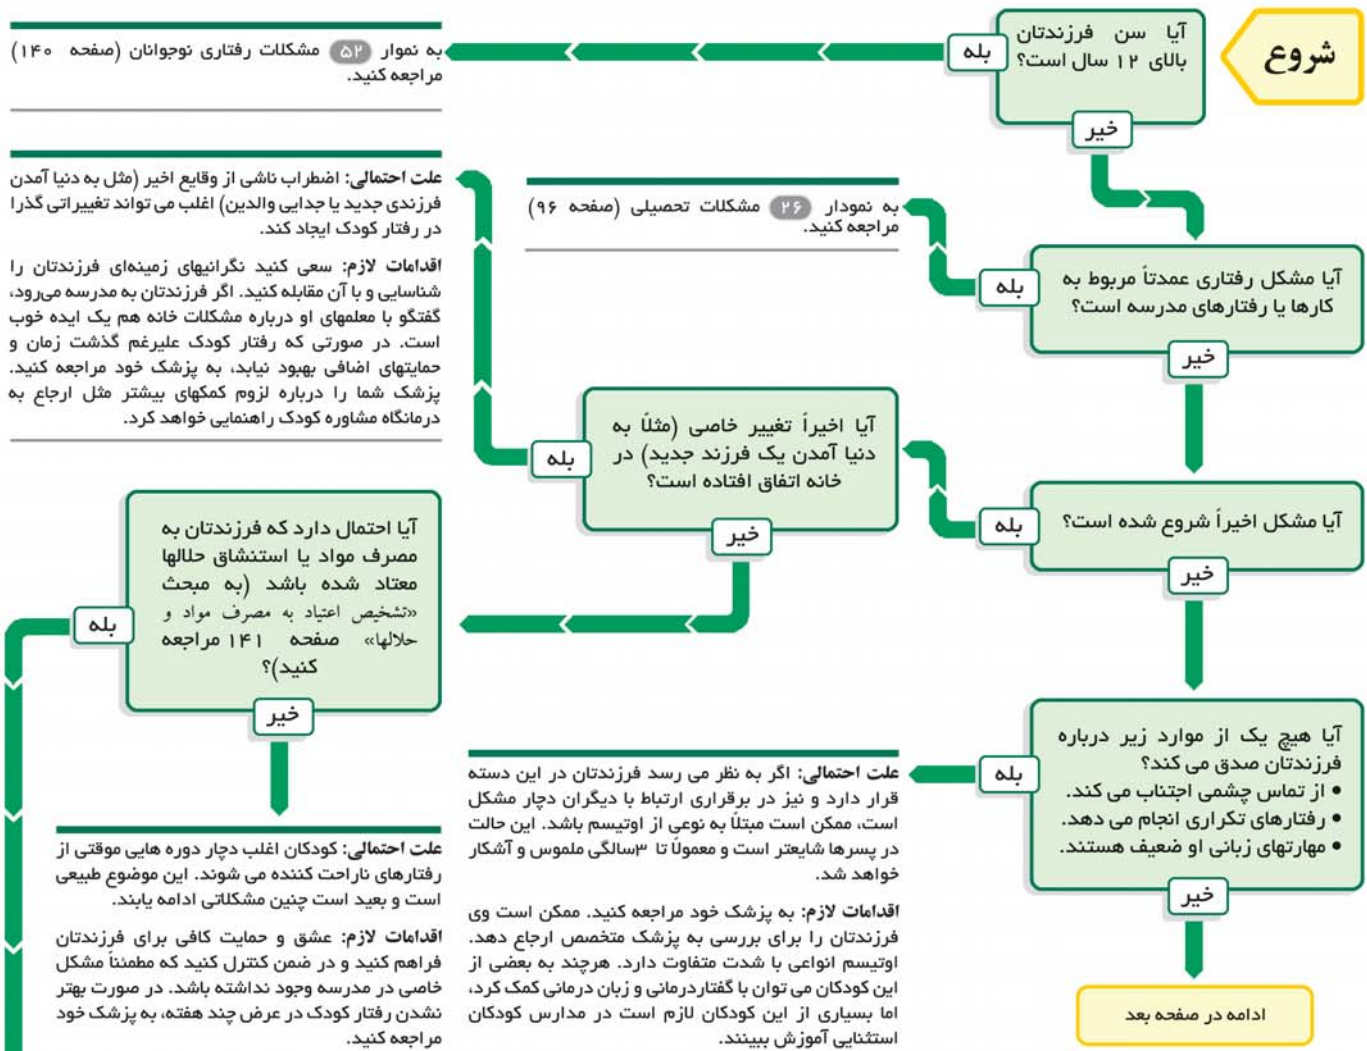 شروع
آیا سن فرزندتان
بالای ۱۲ سال است؟
بله
خیر
به نموار ۵۲ مشکلات رفتاری نوجوانان (صفحه ۱۴۰)
مراجعه کنید.
آیا مشکل رفتاری عمدتاً مربوط به
کارها یا رفتارهای مدرسه است؟
بله
خیر
به نمودار ۲۶ مشکلات تحصیلی (صفحه ۹۶)
مراجعه کنید.
آیا مشکل اخیراً شروع شده است؟
بله
خیر
آیا اخیراً تغییر خاصی (مثلاً به
دنیا آمدن یک فرزند جدید) در
خانه اتفاق افتاده است؟
بله
خیر
علت احتمالی: اضطراب ناشی از وقایع اخیر (مثل به دنیا آمدن
فرزندی جدید یا جدایی والدین) اغلب می تواند تغییراتی گذرا
در رفتار کودک ایجاد کند.
اقدامات لازم: سعی کنید نگرانیهای زمینه‌ای فرزندتان را
شناسایی و با آن مقابله کنید. اگر فرزندتان به مدرسه می‌رود،
گفتگو با معلمهای او درباره مشکلات خانه هم یک ایده خوب
است. در صورتی که رفتار کودک علیرغم گذشت زمان و
حمایتهای اضافی بهبود نیابد، به پزشک خود مراجعه کنید.
پزشک شما را درباره لزوم کمکهای بیشتر مثل ارجاع به
درمانگاه مشاوره کودک راهنمایی خواهد کرد.
آیا احتمال دارد که فرزندتان به
مصرف مواد یا استنشاق حلالها
معتاد شده باشد (به مبحث
«تشخیص اعتیاد به مصرف مواد و
حلالها» صفحه ۱۴۱ مراجعه
کنید)؟
بله
خیر
علت احتمالی: کودکان اغلب دچار دوره هایی موقتی از
رفتارهای ناراحت کننده می شوند. این موضوع طبیعی
است و بعید است چنین مشکلاتی ادامه یابند.
اقدامات لازم: عشق و حمایت کافی برای فرزندتان
فراهم کنید و در ضمن کنترل کنید که مطمئناً مشکل
خاصی در مدرسه وجود نداشته باشد. در صورت بهتر
نشدن رفتار کودک در عرض چند هفته، به پزشک خود
مراجعه کنید.
آیا هیچ یک از موارد زیر درباره
فرزندتان صدق می کند؟
• از تماس چشمی اجتناب می کند.
• رفتارهای تکراری انجام می دهد.
• مهارتهای زبانی او ضعیف هستند.
بله
خیر
علت احتمالی: اگر به نظر می رسد فرزندتان در این دسته
قرار دارد و نیز در برقراری ارتباط با دیگران دچار مشکل
است، ممکن است مبتلاً به نوعی از اوتیسم باشد. این حالت
در پسرها شایعتر است و معمولاً تا ۳سالگی ملموس و آشکار
خواهد شد.
اقدامات لازم: به پزشک خود مراجعه کنید. ممکن است وی
فرزندتان را برای بررسی به پزشک متخصص ارجاع دهد.
اوتیسم انواعی با شدت متفاوت دارد. هرچند به بعضی از
این کودکان می توان با گفتاردرمانی و زبان درمانی کمک کرد،
اما بسیاری از این کودکان لازم است در مدارس کودکان
استثنایی آموزش ببینند.
ادامه در صفحه بعد